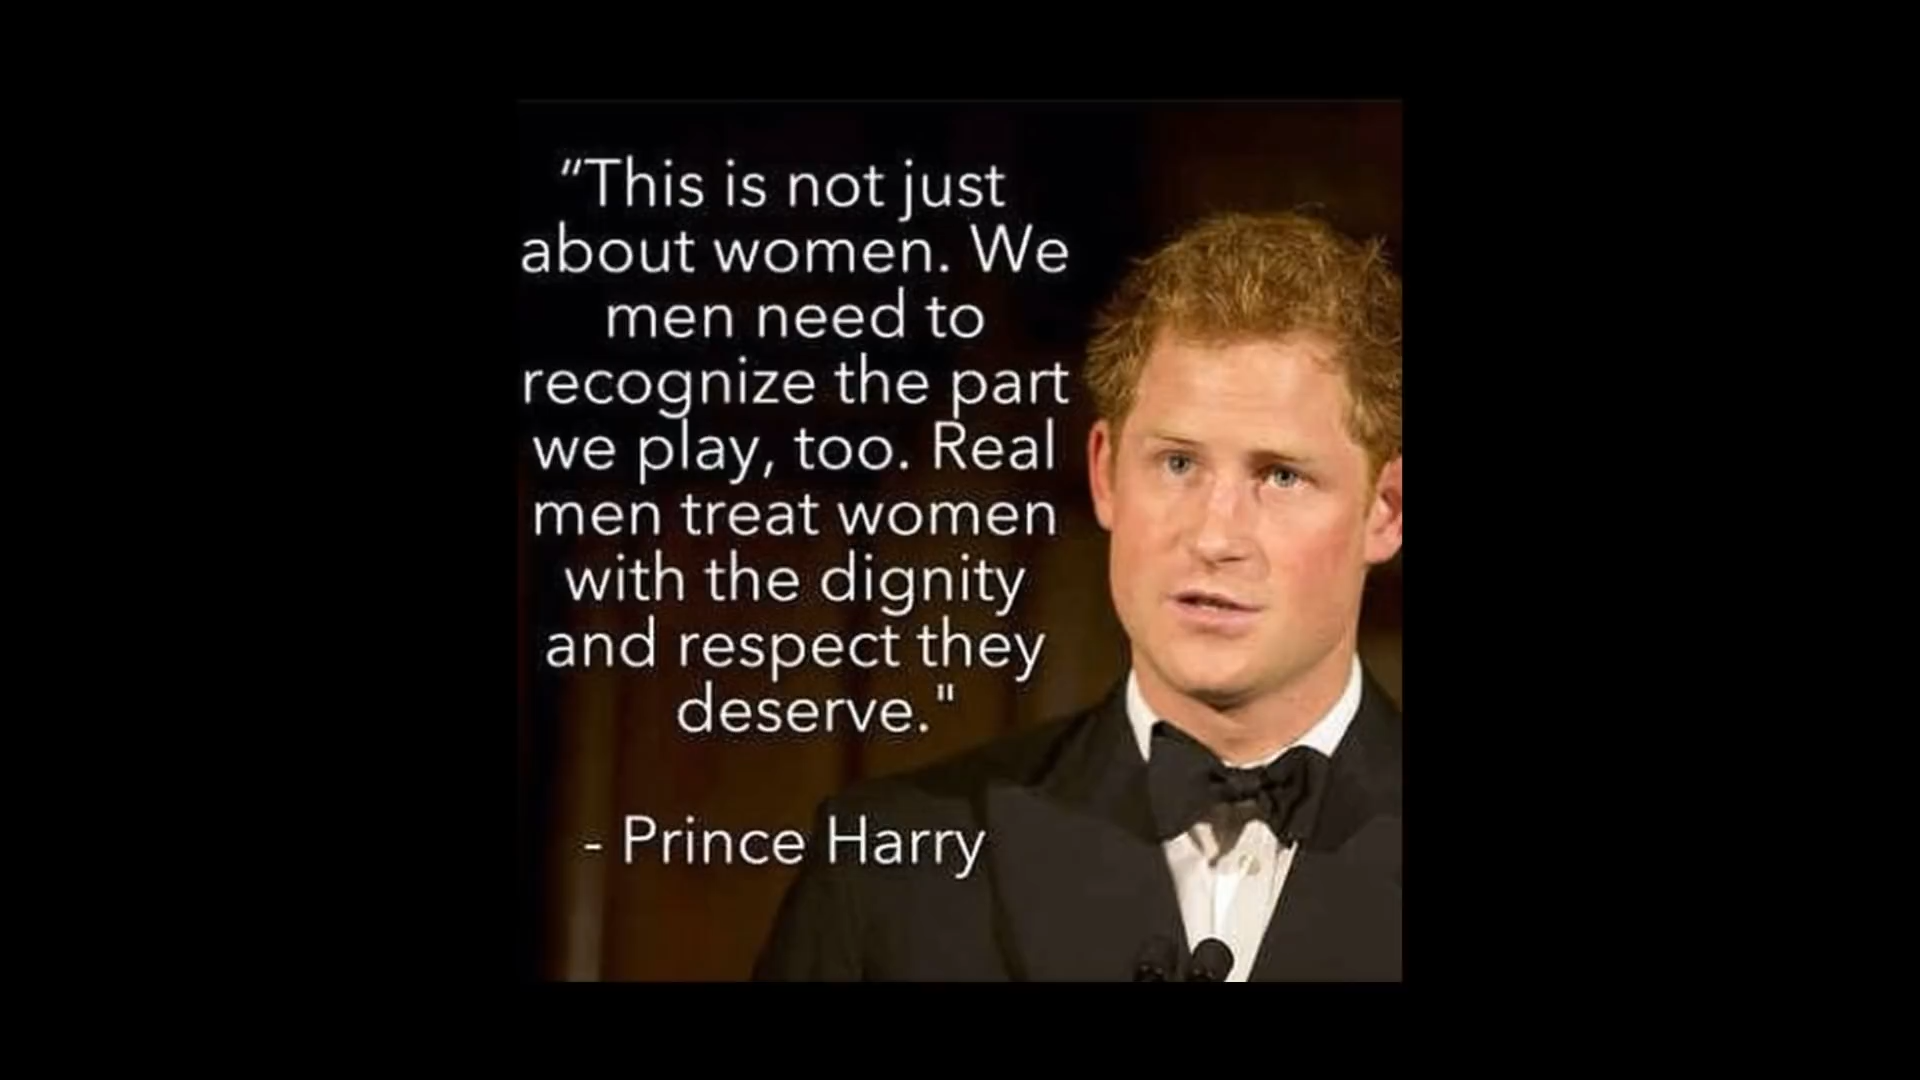 “This is not just
about women. We
men need to
recognize the part
we play, too. Real
men treat women
with the dignity
and respect they
deserve."
- Prince Harry